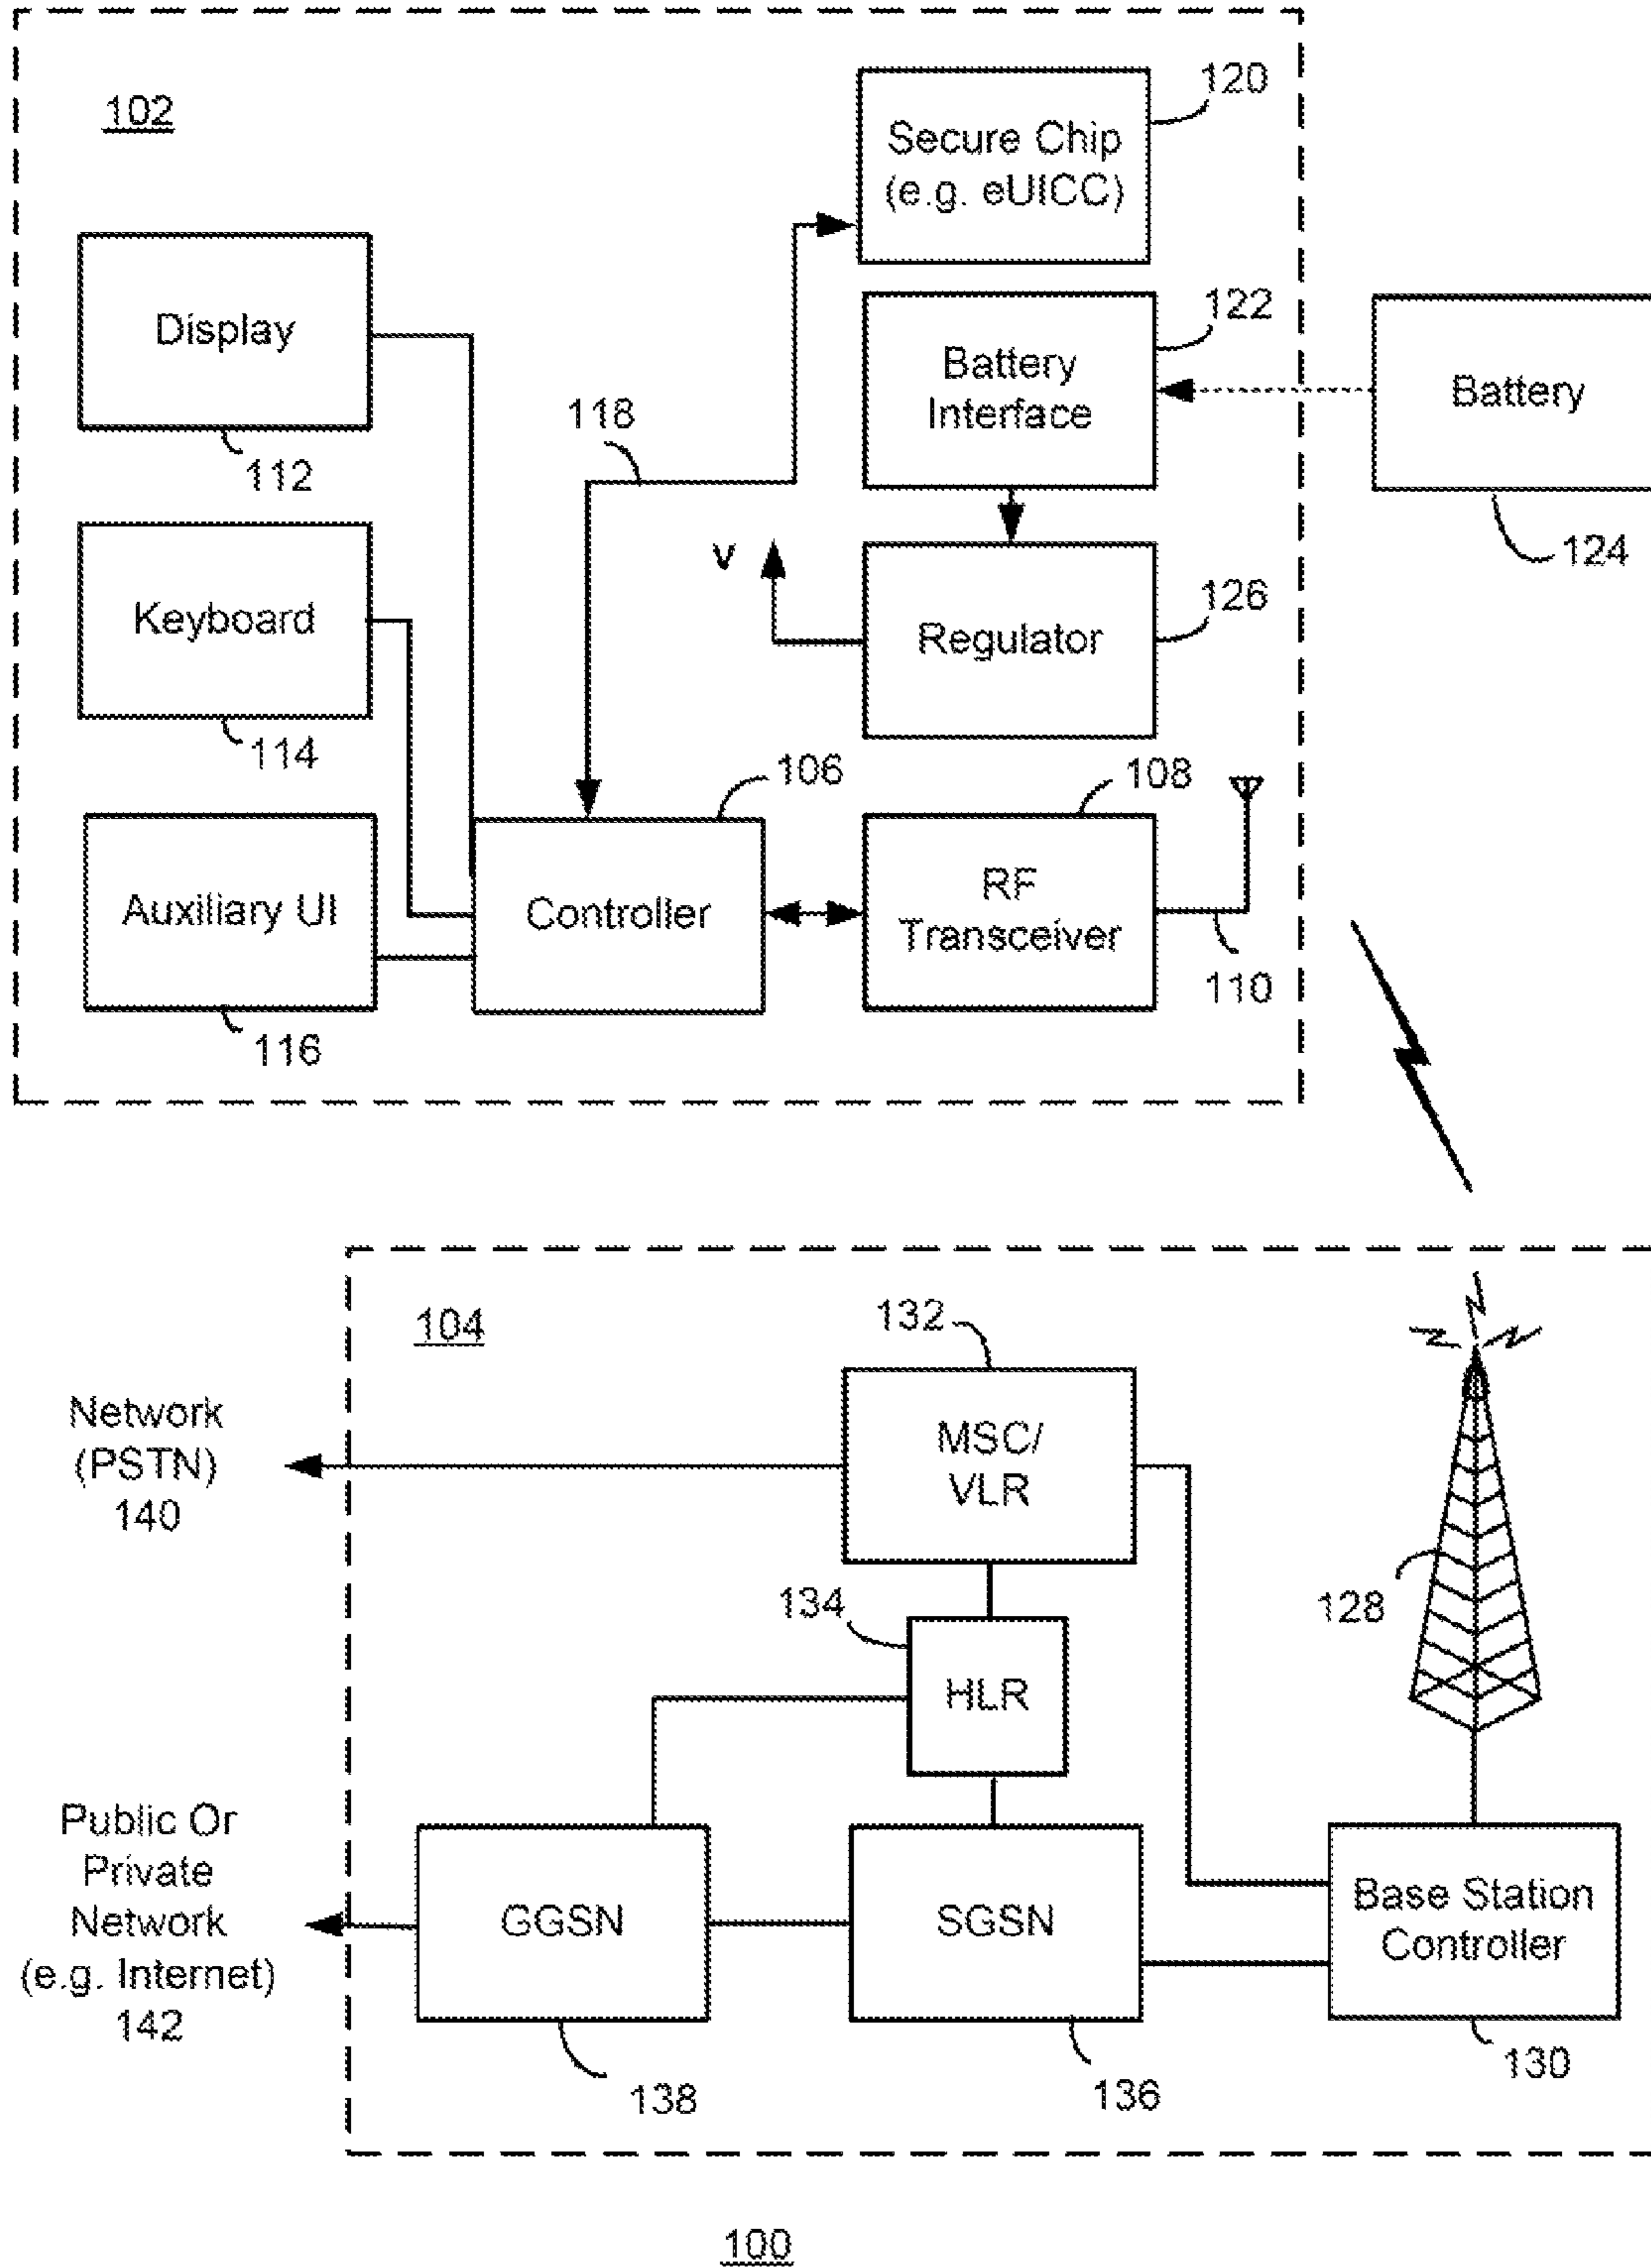 102
120
Secure Chip
(e.g. eUICC)
Display
112
122
Battery
Interface
Battery
124
118
Keyboard
114
V
126
Regulator
106
108
Auxiliary UI
116
Controller
RF
Transceiver
110
104
132
Network
(PSTN)
140
MSC/
VLR
128
134
HLR
Public Or
Private
Network
(e.g. Internet)
142
GGSN
SGSN
Base Station
Controller
138
136
130
100